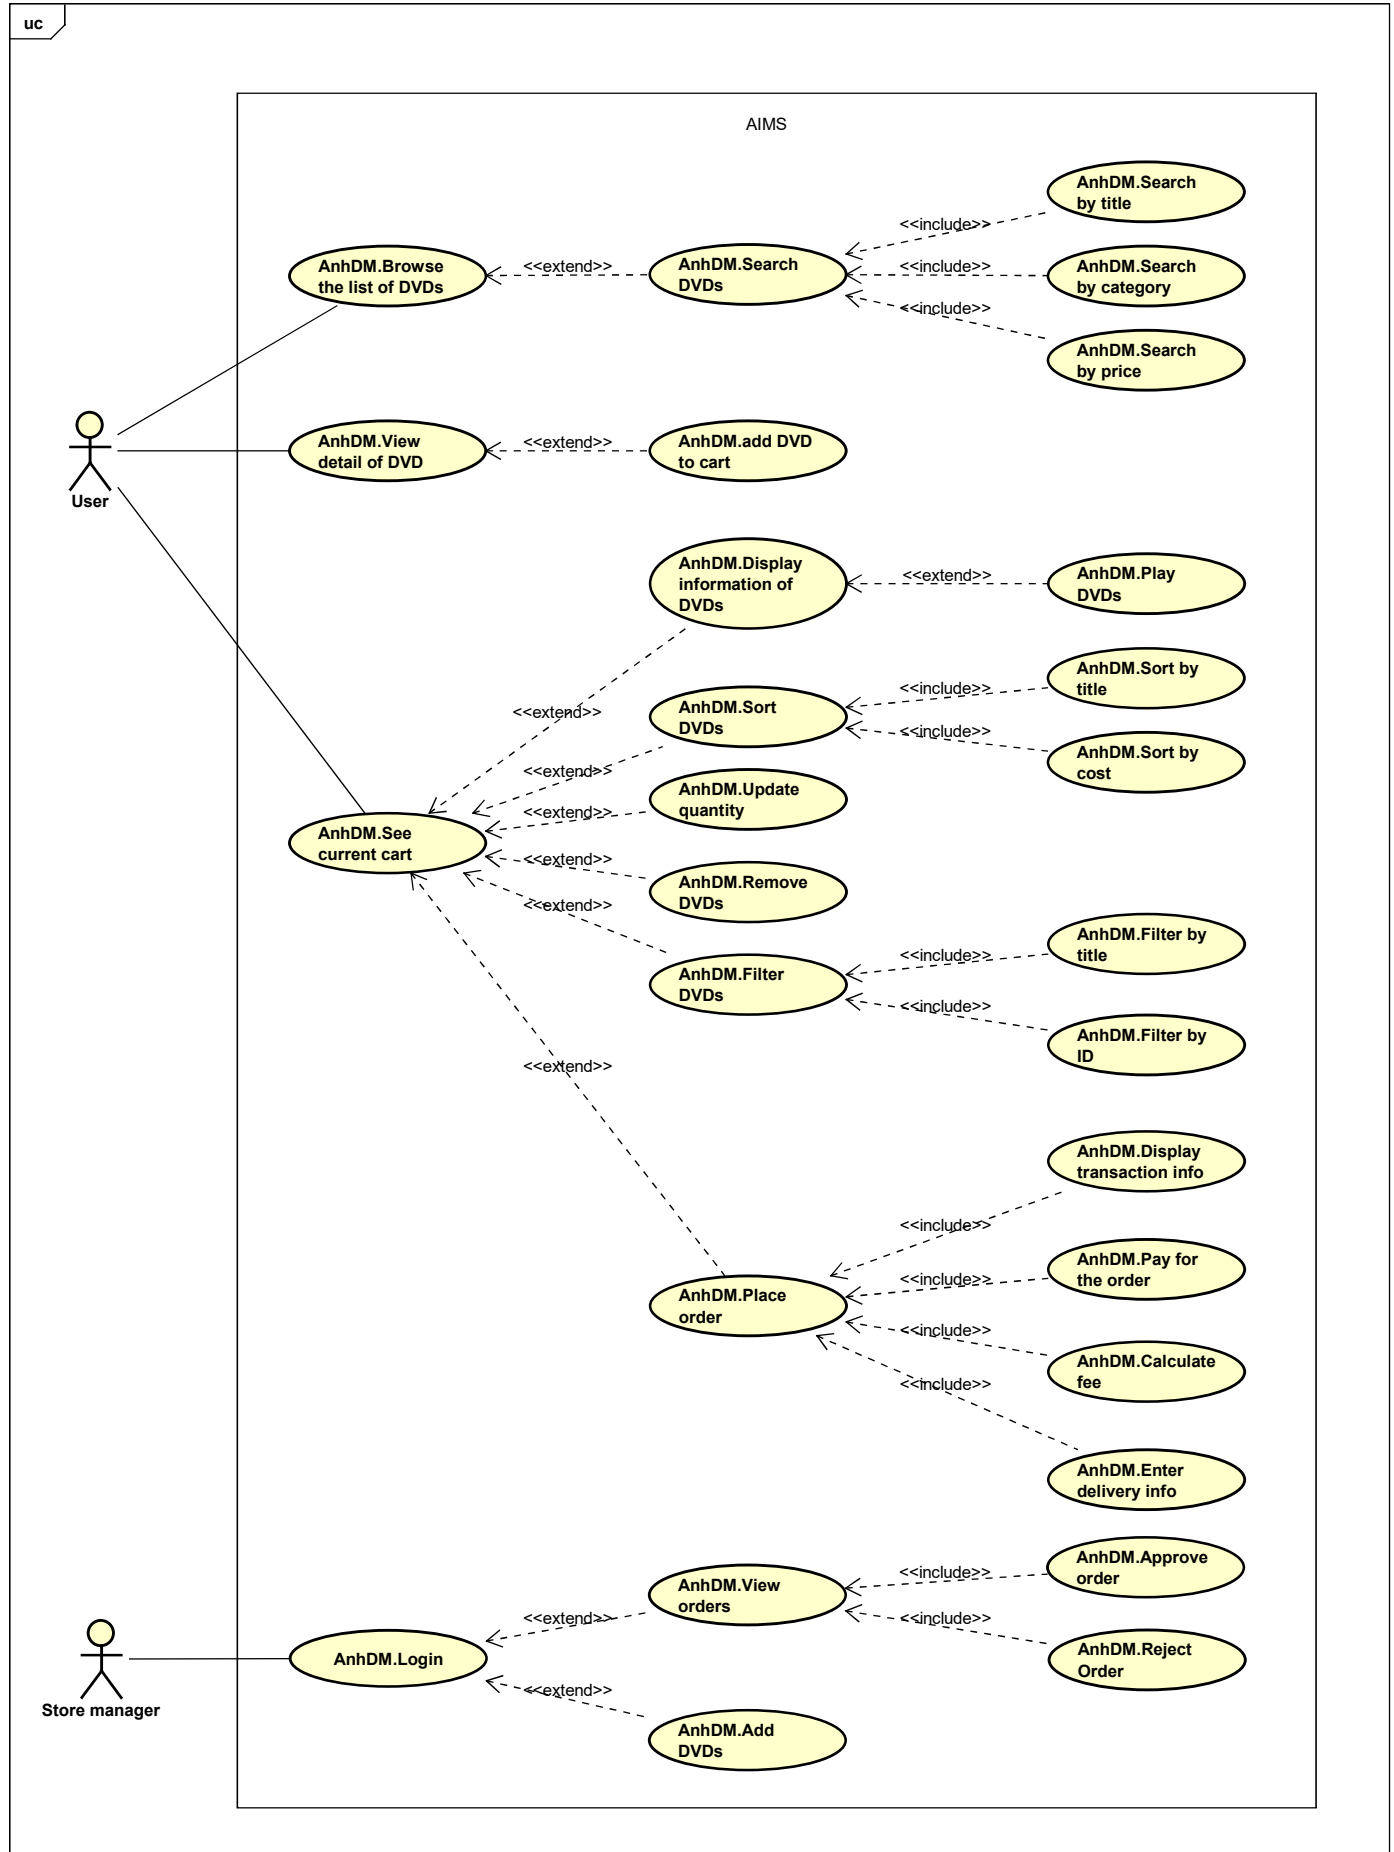 uc
AIMS
AnhDM.Search
by title
<<include>>
AnhDM.Browse
the list of DVDs
<<extend>>
AnhDM.Search
DVDs
<<include>>
AnhDM.Search
by category
<<include>>
AnhDM.Search
by price
User
AnhDM.View
detail of DVD
<<extend>>
AnhDM.add DVD
to cart
AnhDM.Display
information of
DVDs
<<extend>>
AnhDM.Play
DVDs
<<extend>>
AnhDM.Sort
DVDs
<<include>>
AnhDM.Sort by
title
<<include>>
AnhDM.Sort by
cost
<<extend>>
<<extend>>
AnhDM.Update
quantity
AnhDM.See
current cart
<<extend>>
AnhDM.Remove
DVDs
<<extend>>
AnhDM.Filter
DVDs
<<include>>
AnhDM.Filter by
title
<<include>>
AnhDM.Filter by
ID
<<extend>>
AnhDM.Display
transaction info
<<include>>
AnhDM.Place
order
<<include>>
AnhDM.Pay for
the order
<<include>>
AnhDM.Calculate
fee
<<include>>
AnhDM.Enter
delivery info
Store manager
AnhDM.Login
<<extend>>
AnhDM.View
orders
<<include>>
AnhDM.Approve
order
<<include>>
AnhDM.Reject
Order
<<extend>>
AnhDM.Add
DVDs